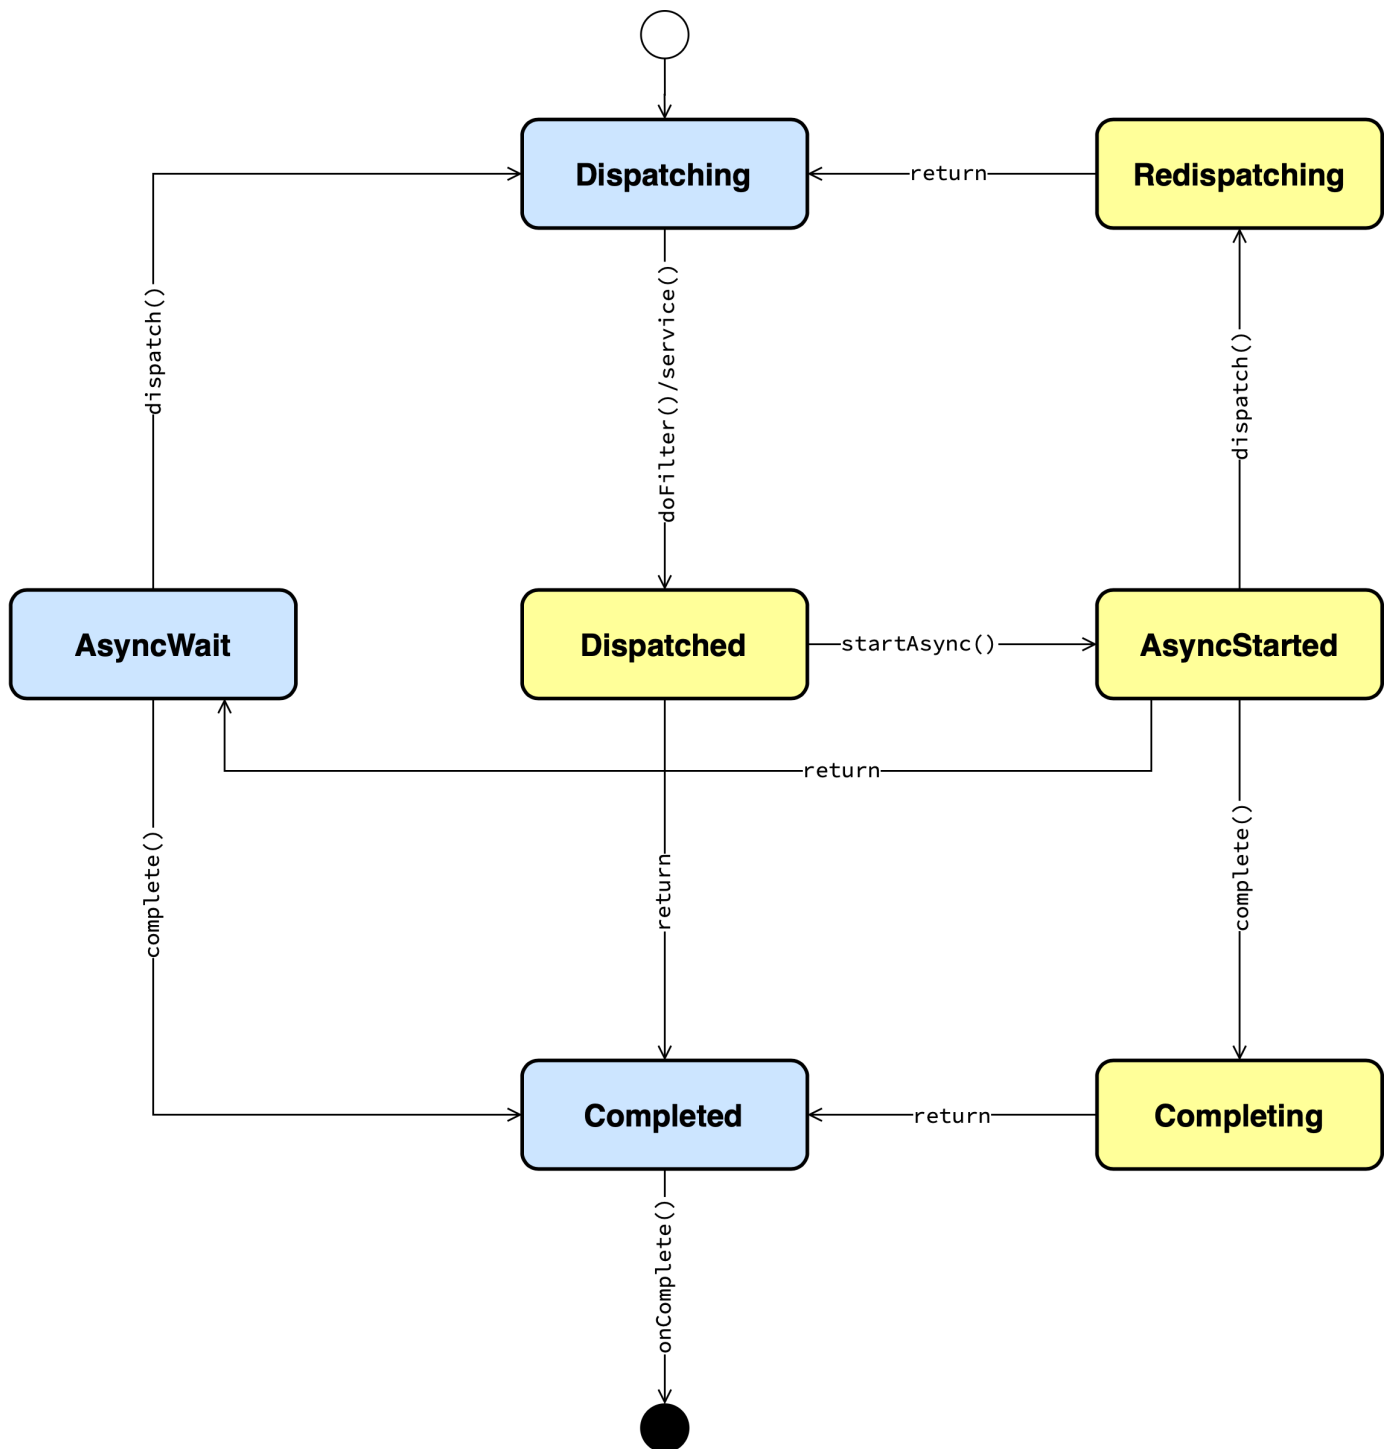 Dispatching
return
Redispatching
dispatch()
doFilter()/service()
dispatch()
AsyncWait
Dispatched
startAsync()
AsyncStarted
return
complete()
return
complete()
Completed
return
Completing
onComplete()